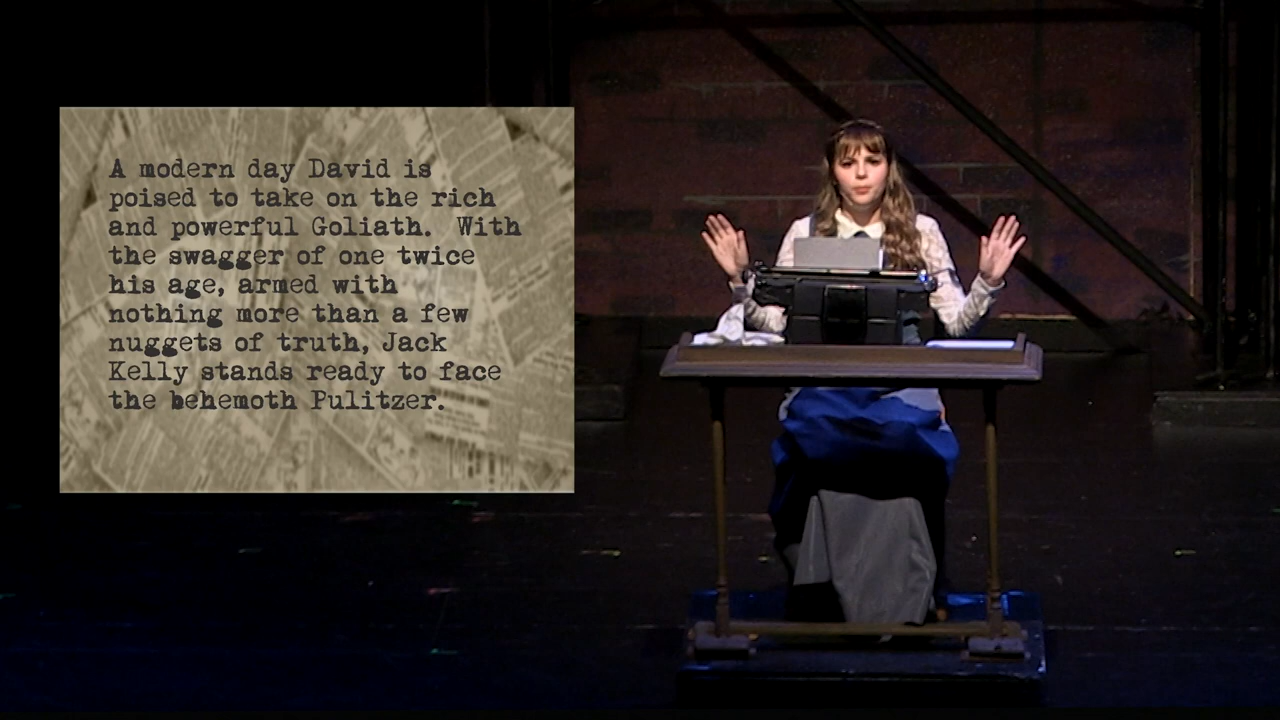 A modern day David is
poised to take on the rich
and powerful Goliath.  With
the swagger of one twice
his age, armed with
nothing more than a few
nuggets of truth, Jack
Kelly stands ready to face
the behemoth Pulitzer.